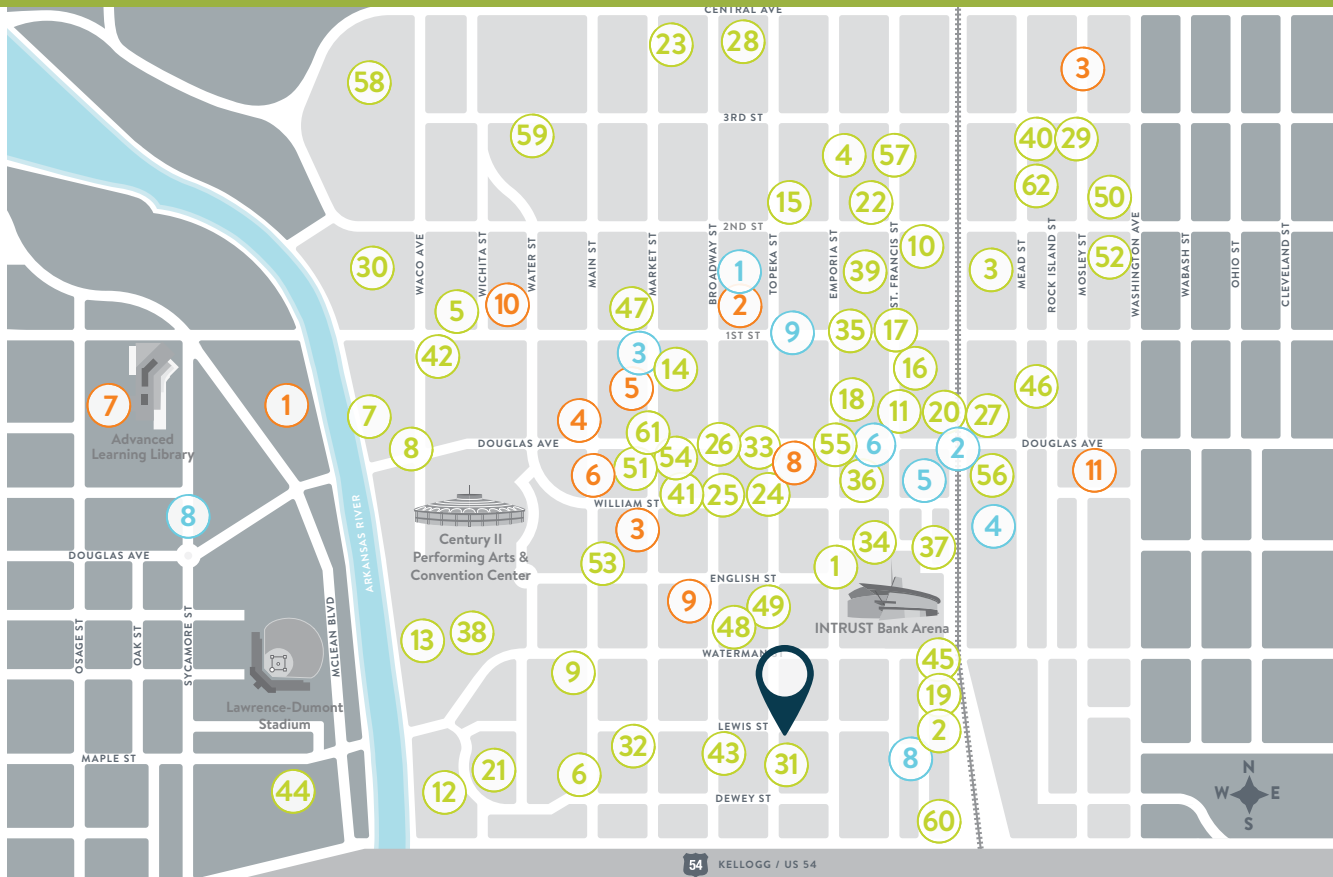 CENTRAL AVE
23
28
58
3
3RD ST
59
40
29
4
57
62
50
15
22
2ND ST
WACO AVE
WICHITA ST
WATER ST
MAIN ST
MARKET ST
BROADWAY ST
TOPEKA ST
EMPORIA ST
ST. FRANCIS ST
MEAD ST
ROCK ISLAND ST
MOSLEY ST
WASHINGTON AVE
WABASH ST
OHIO ST
CLEVELAND ST
10
30
1
39
3
52
5
10
47
2
1ST ST
9
35
17
42
3
14
16
5
46
7
1
7
4
18
11
20
27
Advanced
Learning Library
8
DOUGLAS AVE
61
26
33
55
6
2
DOUGLAS AVE
54
8
6
51
36
5
56
11
41
25
24
WILLIAM ST
8
3
4
Century II
Performing Arts &
Convention Center
ARKANSAS RIVER
DOUGLAS AVE
53
34
37
1
ENGLISH ST
9
49
48
INTRUST Bank Arena
OSAGE ST
OAK ST
SYCAMORE ST
MCLEAN BLVD
13
38
WATERMAN ST
9
45
19
Lawrence-Dumont
Stadium
LEWIS ST
2
32
43
31
8
MAPLE ST
44
12
21
6
DEWEY ST
60
N
W
E
S
54
KELLOGG / US 54